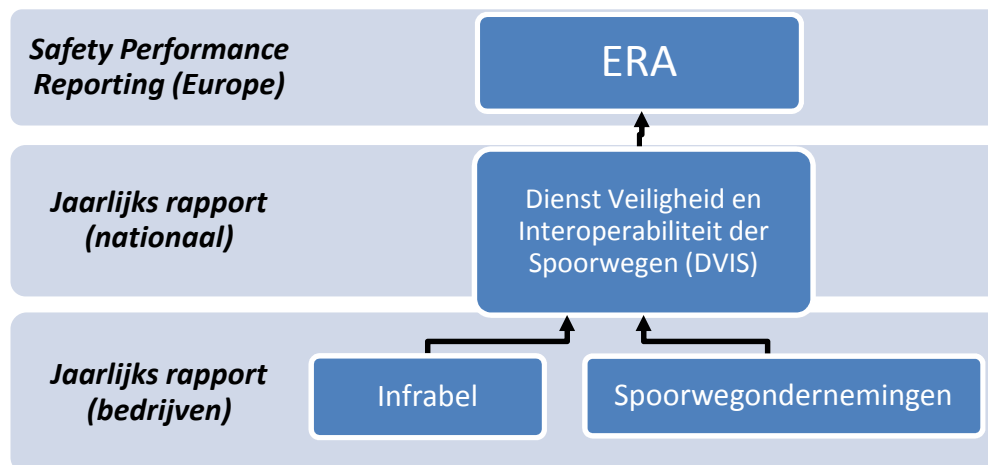 Safety Performance
Reporting (Europe)
ERA
Jaarlijks rapport
(nationaal)
Dienst Veiligheid en
Interoperabiliteit der
Spoorwegen (DVIS)
Jaarlijks rapport
(bedrijven)
Infrabel
Spoorwegondernemingen